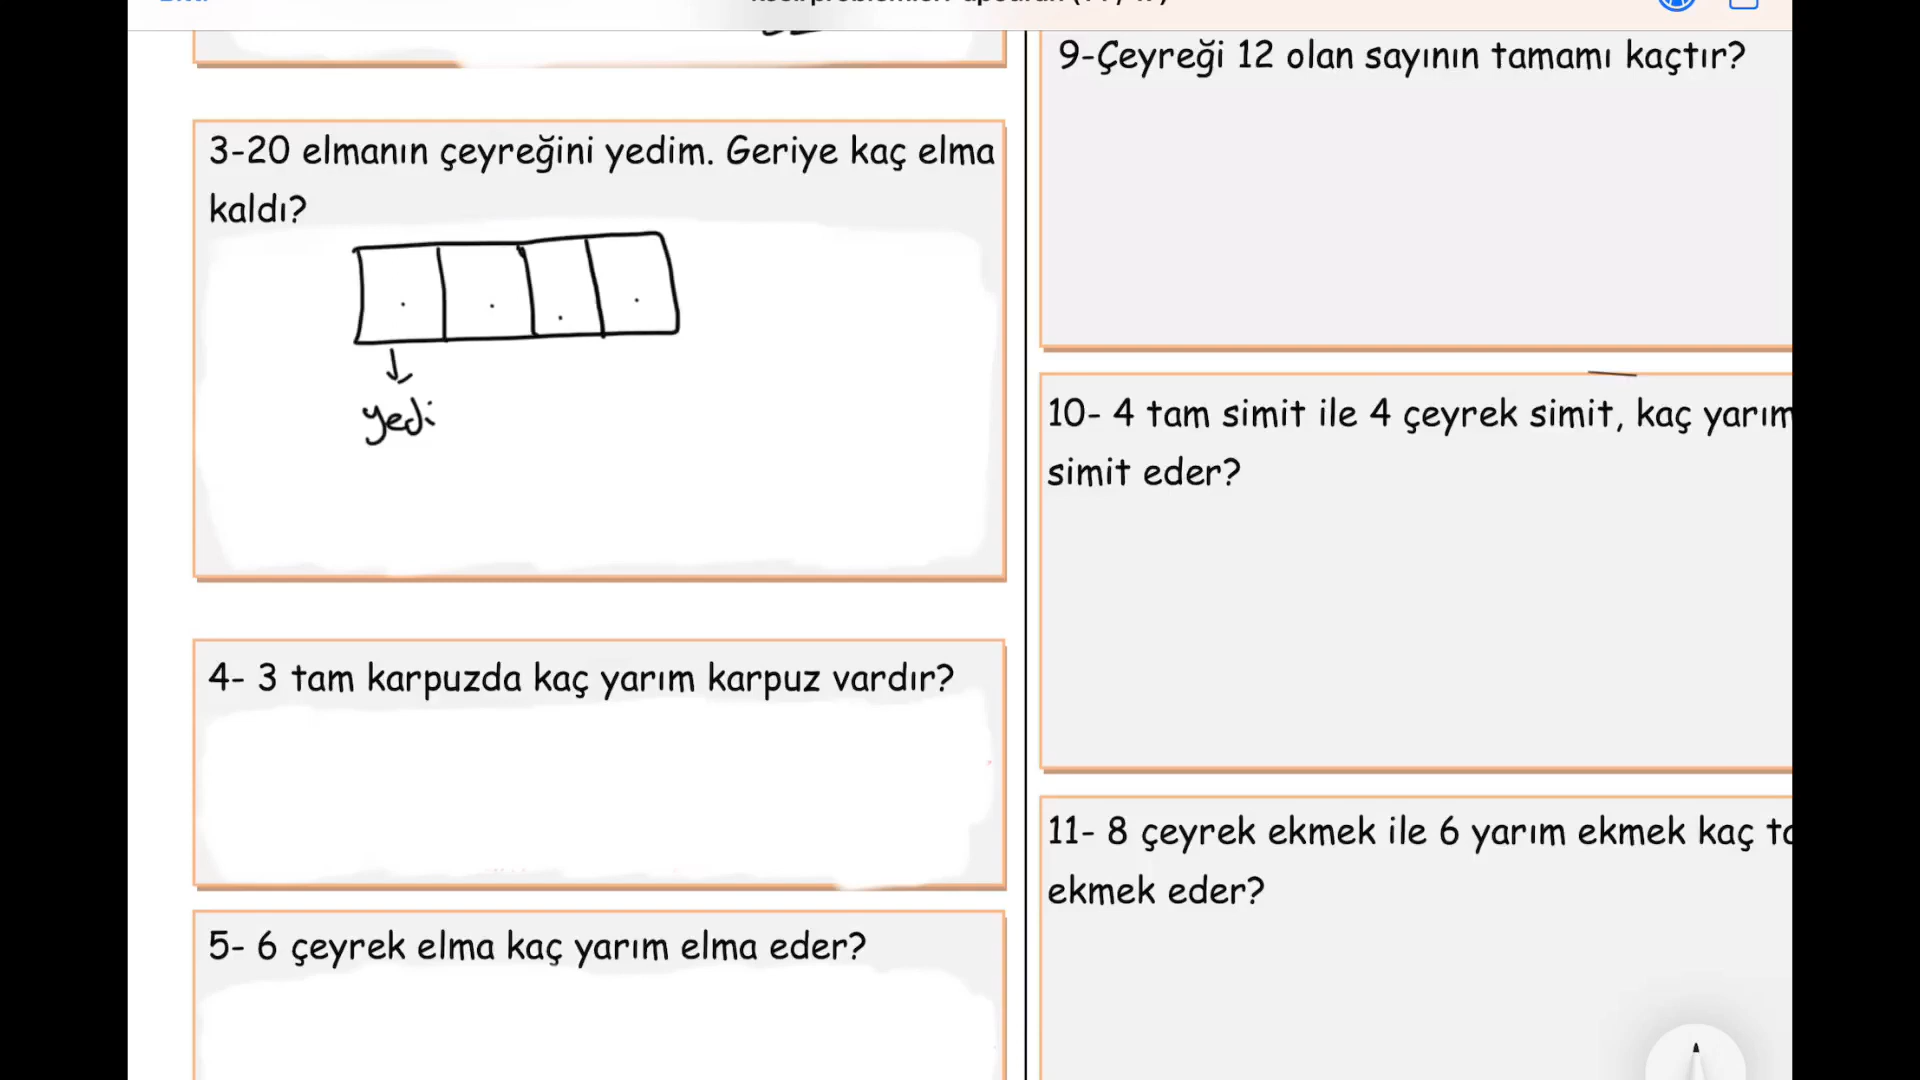 3-20 elmanın çeyreğini yedim. Geriye kaç elma
kaldı?
yedi
4- 3 tam karpuzda kaç yarım karpuz vardır?
5- 6 çeyrek elma kaç yarım elma eder?
9-Çeyreği 12 olan sayının tamamı kaçtır?
10- 4 tam simit ile 4 çeyrek simit, kaç yarım
simit eder?
11- 8 çeyrek ekmek ile 6 yarım ekmek kaç
ekmek eder?